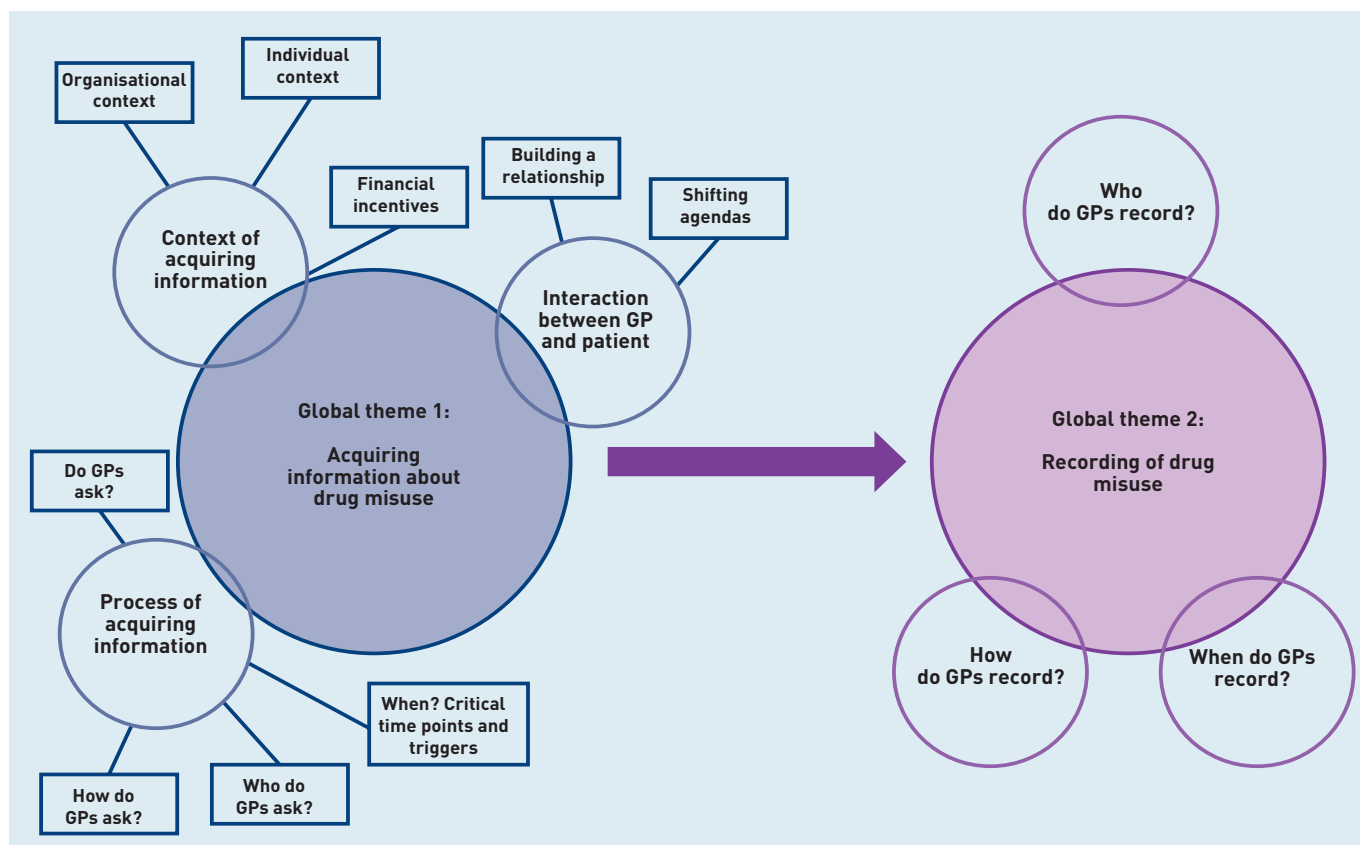 Organisational
context
Individual
context
Financial
incentives
Context of
acquiring
information
Building a
relationship
Shifting
agendas
Interaction
between GP
and patient
Global theme 1:
Acquiring
information about
drug misuse
Do GPs
ask?
Process of
acquiring
information
When? Critical
time points and
triggers
How do
GPs ask?
Who do
GPs ask?
Who
do GPs record?
Global theme 2:
Recording of drug
misuse
How
do GPs record?
When do GPs
record?